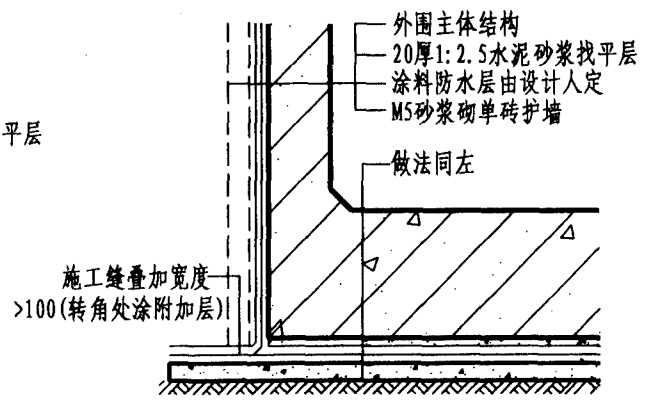 外围主体结构
20厚1:2.5水泥砂浆找平层
涂料防水层由设计人定
M5砂浆砌单砖护墙
平层
做法同左
施工缝叠加宽度
>100(转角处涂附加层)